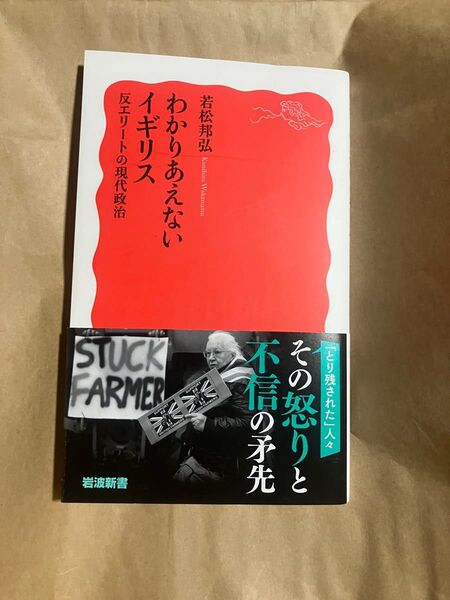 若松邦弘
Kunihiro Wakamatsu
わかりあえない
イギリス
反エリートの現代政治
「とり残された」人々
その怒りと
不信の矛先
STUCK
FARMER
岩波新書